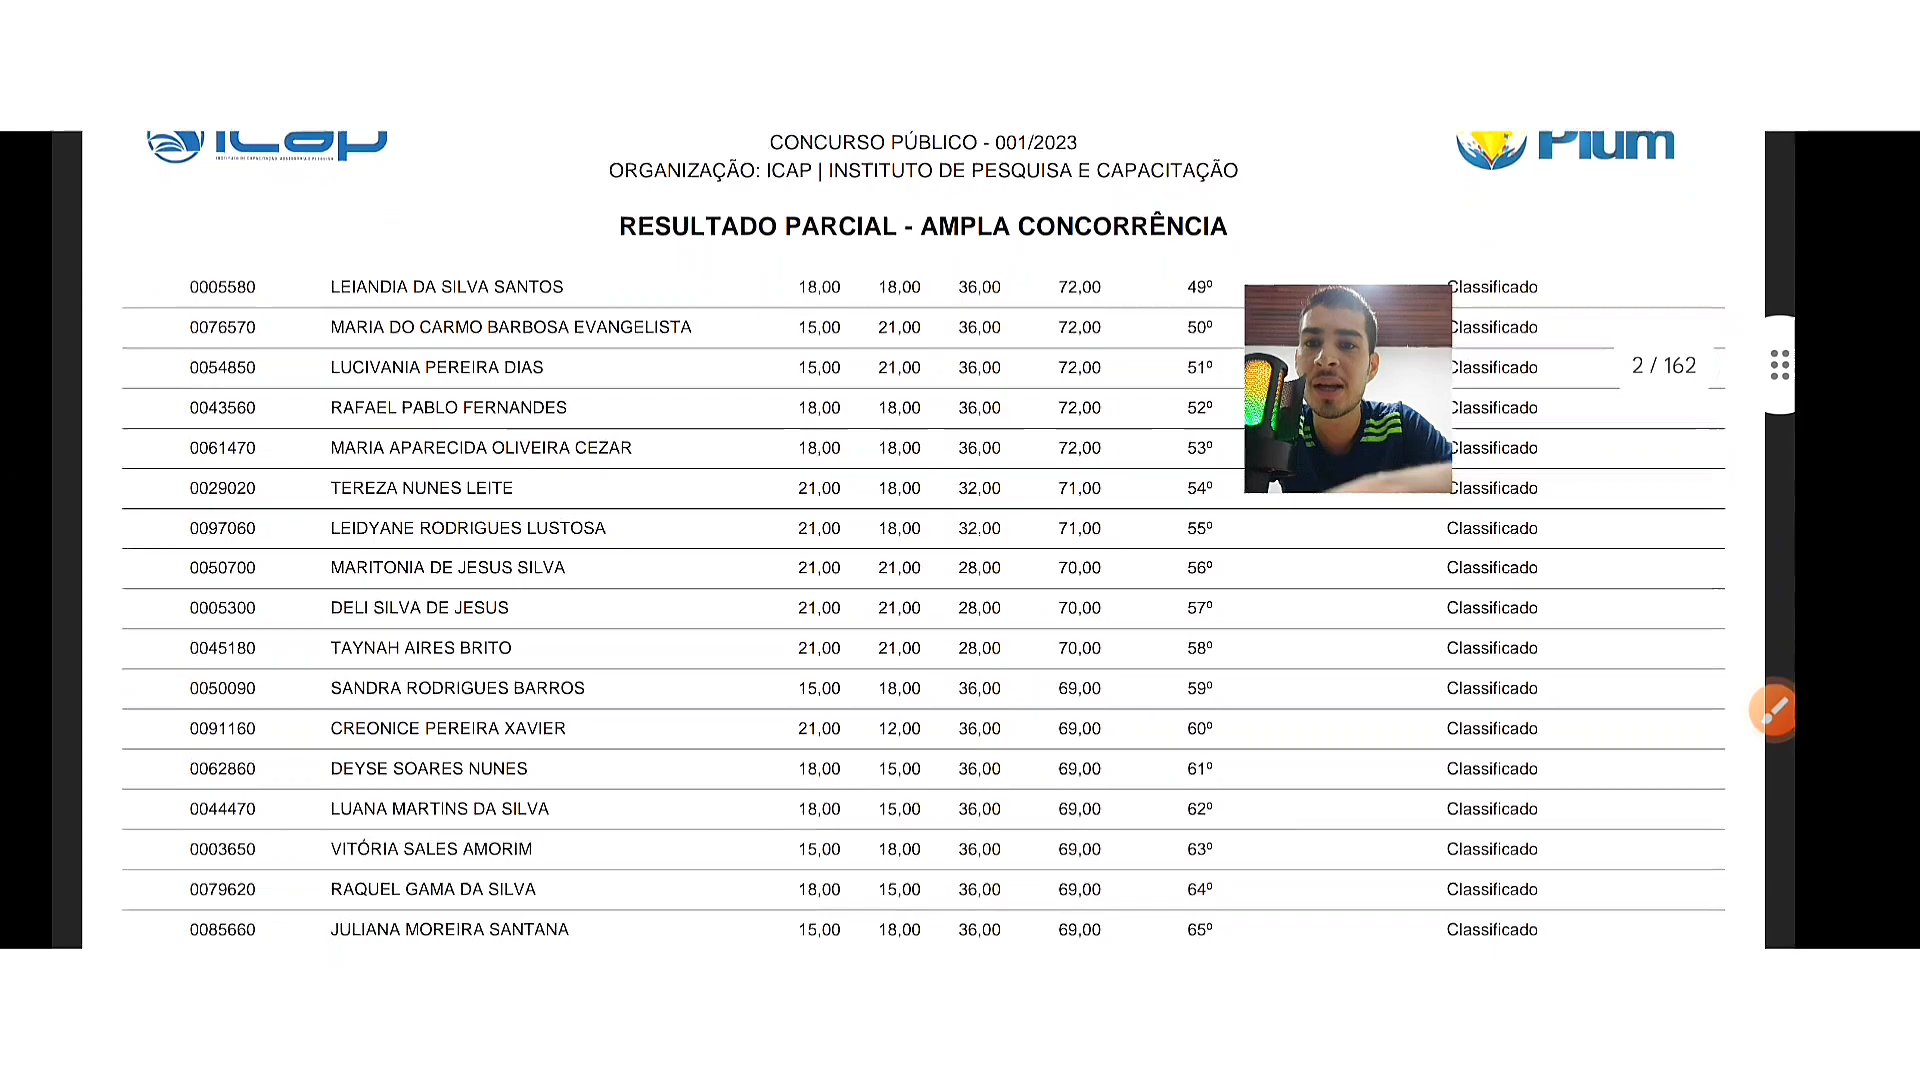 icap
CONCURSO PÚBLICO - 001/2023
Pium
ORGANIZAÇÃO: ICAP | INSTITUTO DE PESQUISA E CAPACITAÇÃO
RESULTADO PARCIAL - AMPLA CONCORRÊNCIA
0005580 LEIANDIA DA SILVA SANTOS 18,00 18,00 36,00 72,00 49º Classificado
0076570 MARIA DO CARMO BARBOSA EVANGELISTA 15,00 21,00 36,00 72,00 50º Classificado
0054850 LUCIVANIA PEREIRA DIAS 15,00 21,00 36,00 72,00 51º Classificado 2 / 162
0043560 RAFAEL PABLO FERNANDES 18,00 18,00 36,00 72,00 52º Classificado
0061470 MARIA APARECIDA OLIVEIRA CEZAR 18,00 18,00 36,00 72,00 53º Classificado
0029020 TEREZA NUNES LEITE 21,00 18,00 32,00 71,00 54º Classificado
0097060 LEIDYANE RODRIGUES LUSTOSA 21,00 18,00 32,00 71,00 55º Classificado
0050700 MARITONIA DE JESUS SILVA 21,00 21,00 28,00 70,00 56º Classificado
0005300 DELI SILVA DE JESUS 21,00 21,00 28,00 70,00 57º Classificado
0045180 TAYNAH AIRES BRITO 21,00 21,00 28,00 70,00 58º Classificado
0050090 SANDRA RODRIGUES BARROS 15,00 18,00 36,00 69,00 59º Classificado
0091160 CREONICE PEREIRA XAVIER 21,00 12,00 36,00 69,00 60º Classificado
0062860 DEYSE SOARES NUNES 18,00 15,00 36,00 69,00 61º Classificado
0044470 LUANA MARTINS DA SILVA 18,00 15,00 36,00 69,00 62º Classificado
0003650 VITÓRIA SALES AMORIM 15,00 18,00 36,00 69,00 63º Classificado
0079620 RAQUEL GAMA DA SILVA 18,00 15,00 36,00 69,00 64º Classificado
0085660 JULIANA MOREIRA SANTANA 15,00 18,00 36,00 69,00 65º Classificado